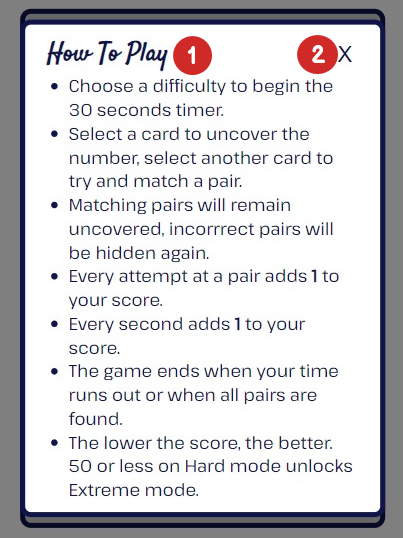 How To Play 1 2 X
• Choose a difficulty to begin the
30 seconds timer.
• Select a card to uncover the
number, select another card to
try and match a pair.
• Matching pairs will remain
uncovered, incorrrect pairs will
be hidden again.
• Every attempt at a pair adds 1 to
your score.
• Every second adds 1 to your
score.
• The game ends when your time
runs out or when all pairs are
found.
• The lower the score, the better.
50 or less on Hard mode unlocks
Extreme mode.